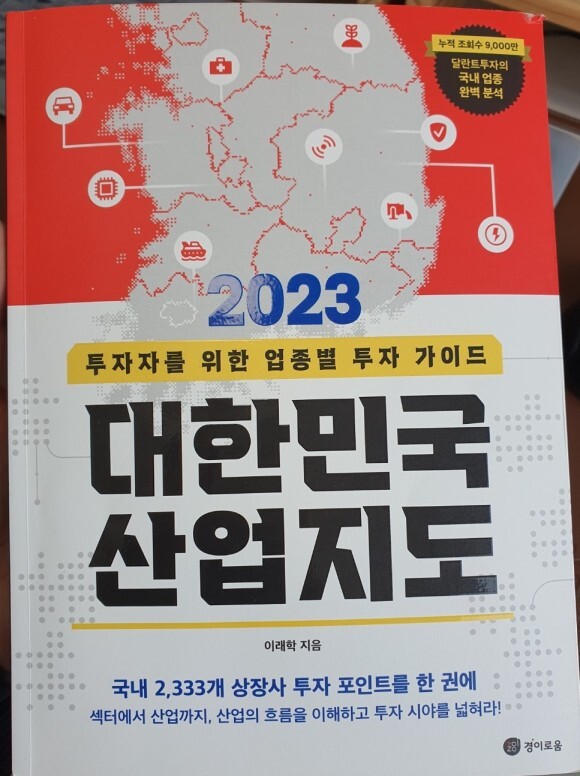 누적 조회수 9,000만
달란트투자의
국내 업종
완벽 분석
2023
투자자를 위한 업종별 투자 가이드
대한민국
산업지도
이래학 지음
국내 2,333개 상장사 투자 포인트를 한 권에
섹터에서 산업까지, 산업의 흐름을 이해하고 투자 시야를 넓혀라!
경이로움